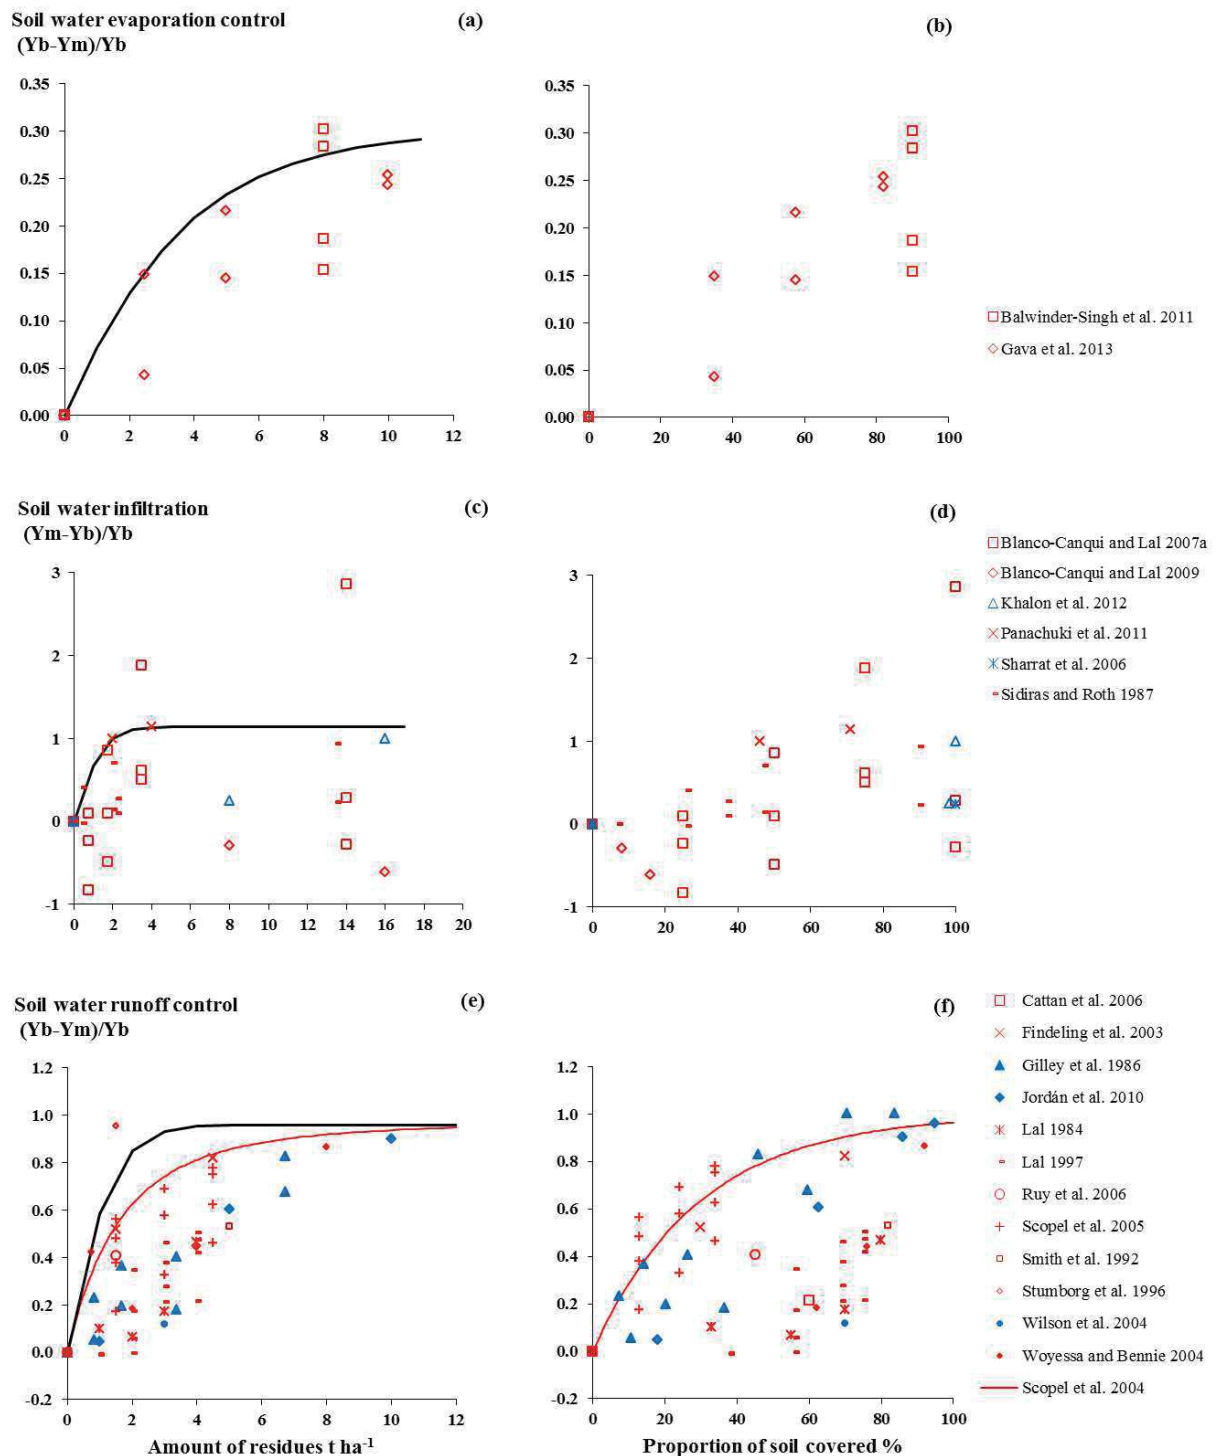 Soil water evaporation control
(Yb-Ym)/Yb
(a)
(b)
0.35
0.30
0.25
0.20
0.15
0.10
0.05
0.00
0 2 4 6 8 10 12
0.35
0.30
0.25
0.20
0.15
0.10
0.05
0.00
0 20 40 60 80 100
Balwinder-Singh et al. 2011
Gava et al. 2013
Soil water infiltration
(Ym-Yb)/Yb
(c)
(d)
3
2
1
0
-1
0 2 4 6 8 10 12 14 16 18 20
3
2
1
0
-1
0 20 40 60 80 100
Blanco-Canqui and Lal 2007a
Blanco-Canqui and Lal 2009
Khalon et al. 2012
Panachuki et al. 2011
Sharrat et al. 2006
Sidiras and Roth 1987
Soil water runoff control
(Yb-Ym)/Yb
(e)
(f)
1.2
1.0
0.8
0.6
0.4
0.2
0.0
-0.2
0 2 4 6 8 10 12
Amount of residues t ha-1
1.2
1.0
0.8
0.6
0.4
0.2
0.0
-0.2
0 20 40 60 80 100
Proportion of soil covered %
Cattan et al. 2006
Findeling et al. 2003
Gilley et al. 1986
Jordán et al. 2010
Lal 1984
Lal 1997
Ruy et al. 2006
Scopel et al. 2005
Smith et al. 1992
Stumborg et al. 1996
Wilson et al. 2004
Woyessa and Bennie 2004
Scopel et al. 2004